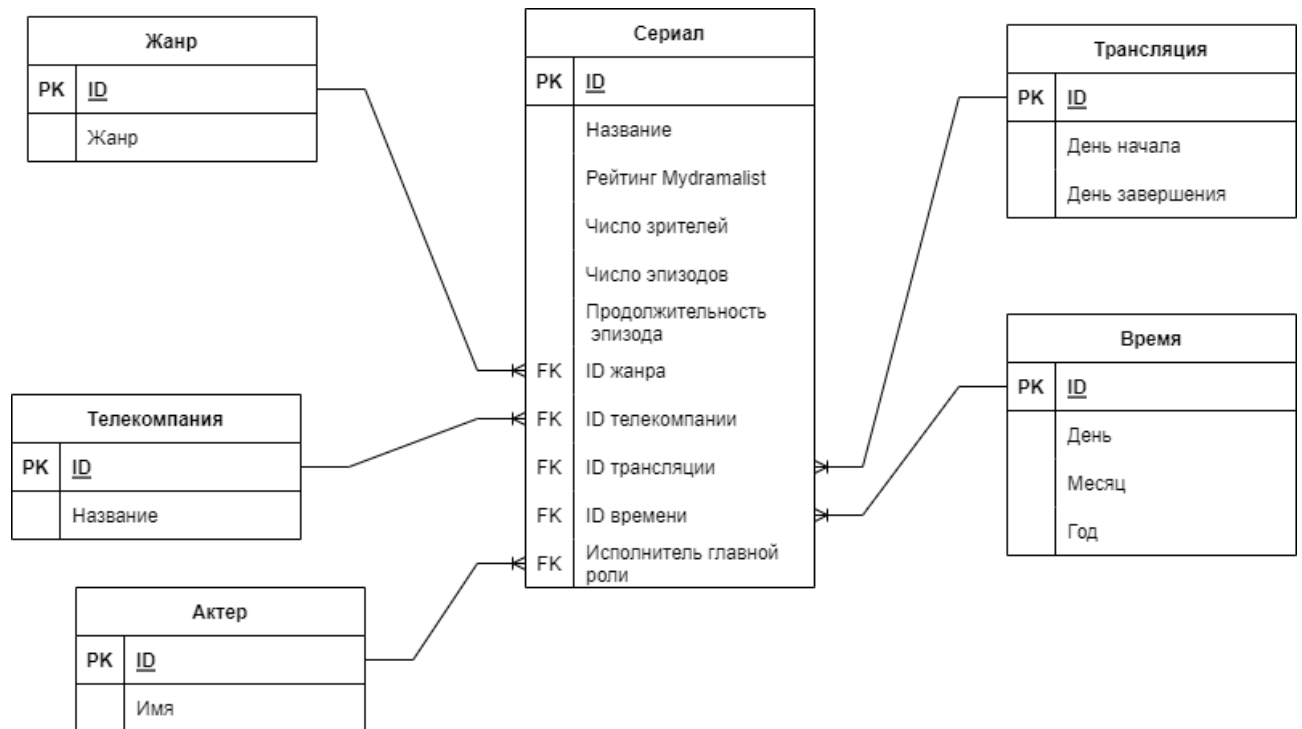 Жанр
PK ID
Жанр
Телекомпания
PK ID
Название
Актер
PK ID
Имя
Сериал
PK ID
Название
Рейтинг Mydramalist
Число зрителей
Число эпизодов
Продолжительность
эпизода
FK ID жанра
FK ID телекомпании
FK ID трансляции
FK ID времени
FK Исполнитель главной
роли
Трансляция
PK ID
День начала
День завершения
Время
PK ID
День
Месяц
Год